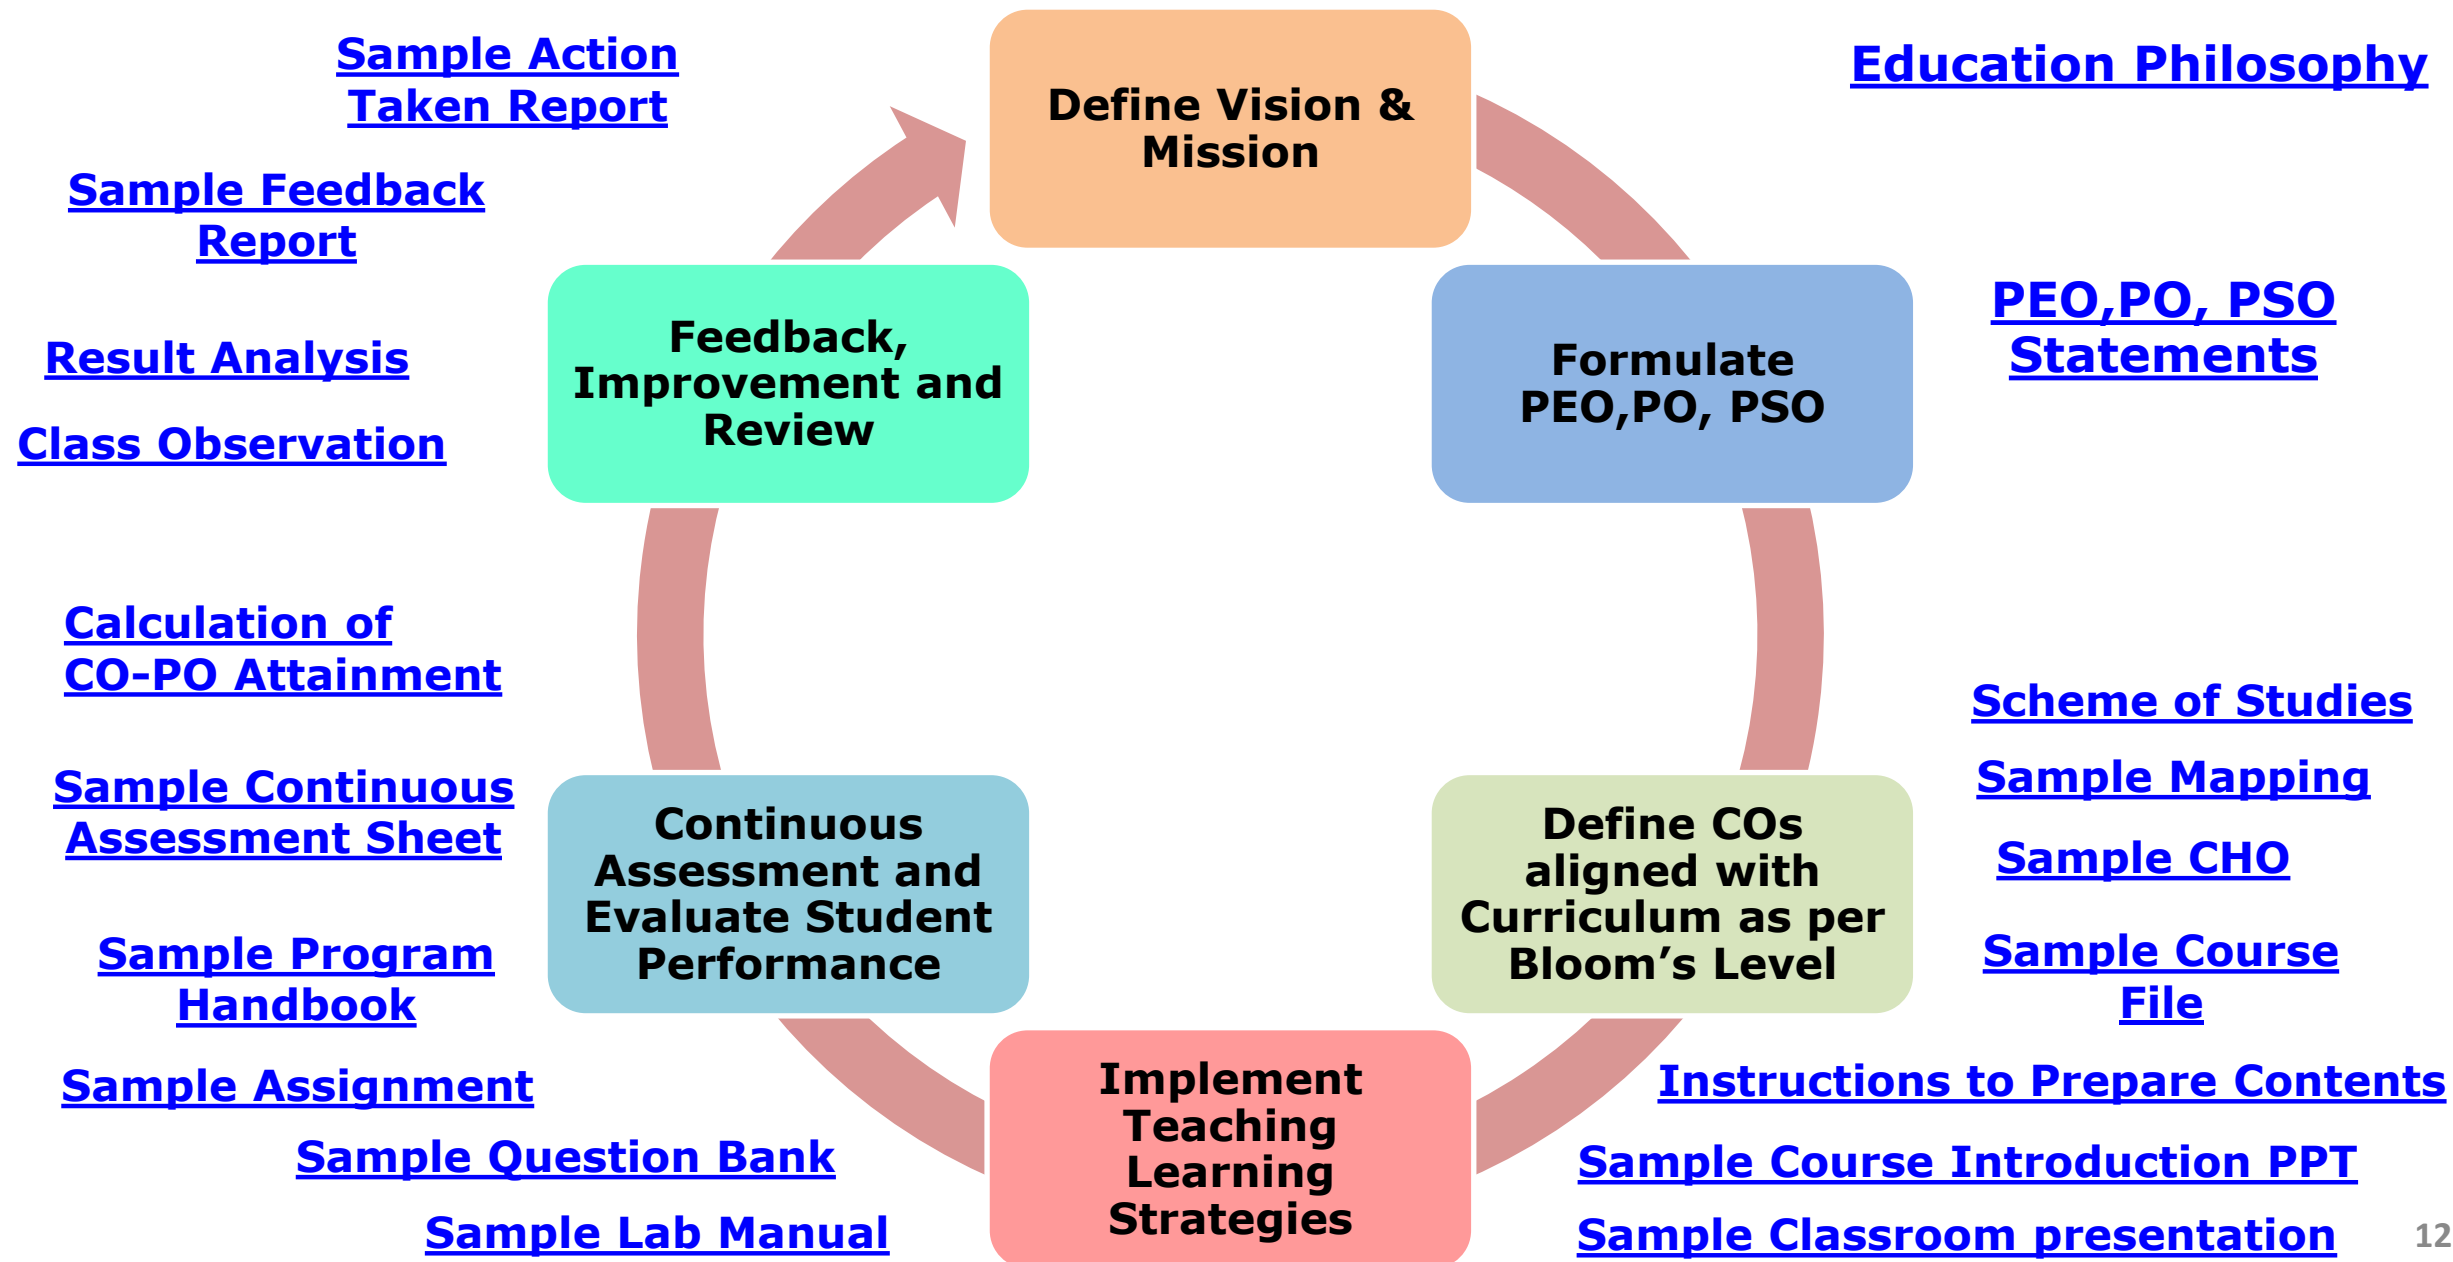 Define Vision &
Mission
Education Philosophy
Formulate
PEO,PO, PSO
PEO,PO, PSO
Statements
Define COs
aligned with
Curriculum as per
Bloom’s Level
Scheme of Studies
Sample Mapping
Sample CHO
Sample Course
File
Implement
Teaching
Learning
Strategies
Instructions to Prepare Contents
Sample Course Introduction PPT
Sample Classroom presentation
Continuous
Assessment and
Evaluate Student
Performance
Calculation of
CO-PO Attainment
Sample Continuous
Assessment Sheet
Sample Program
Handbook
Sample Assignment
Sample Question Bank
Sample Lab Manual
Feedback,
Improvement and
Review
Sample Action
Taken Report
Sample Feedback
Report
Result Analysis
Class Observation
12